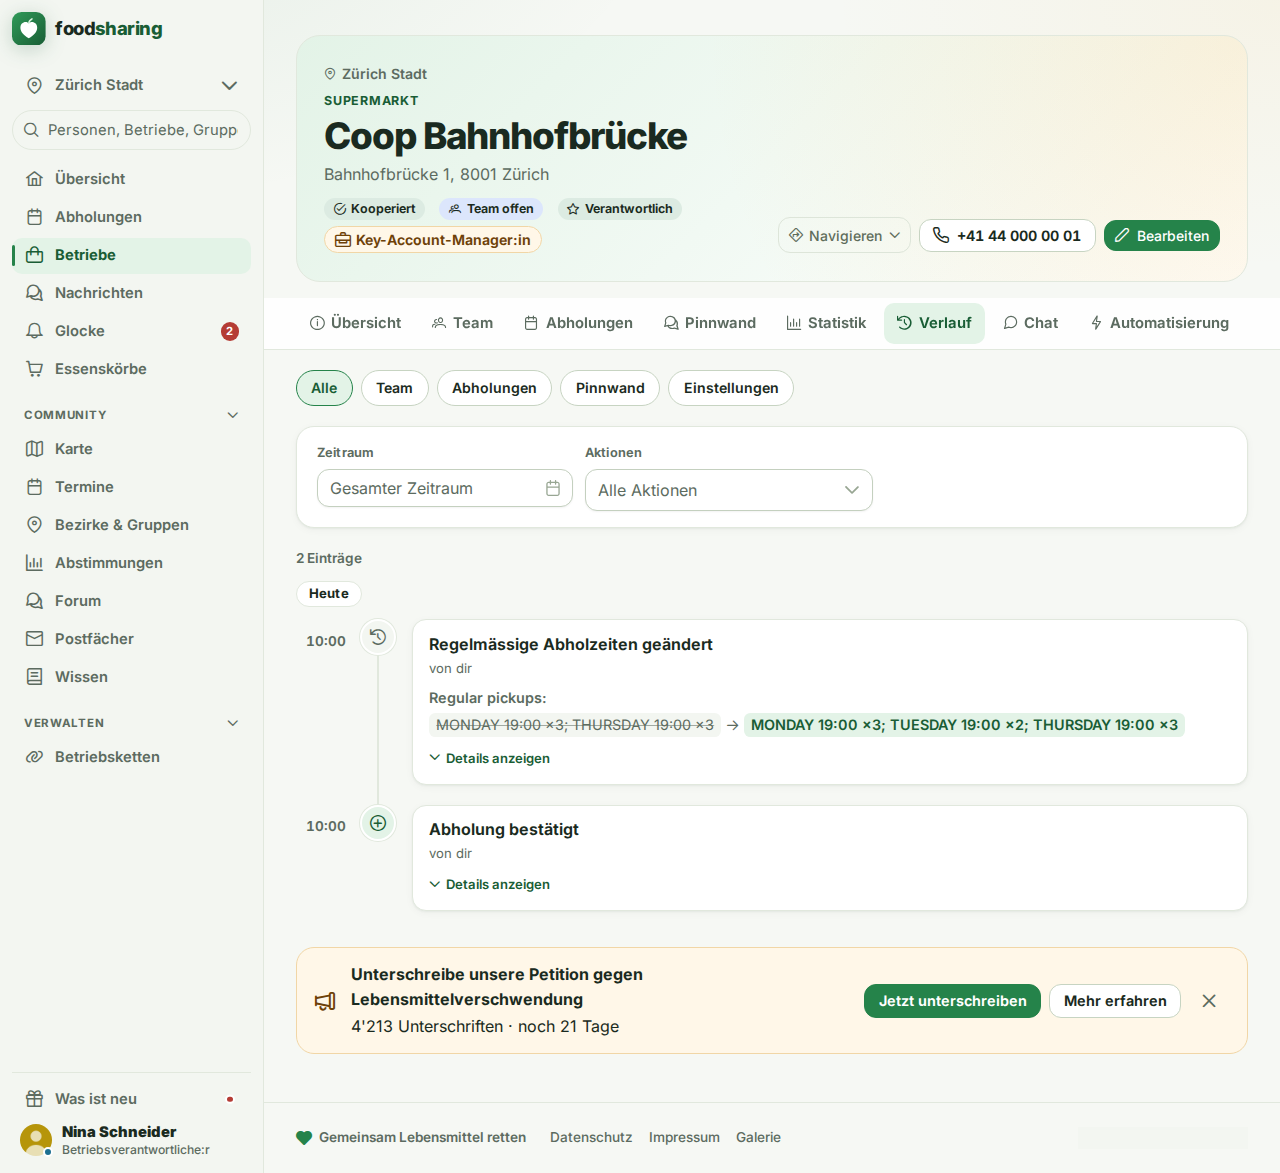 foodsharing
Zürich Stadt
Personen, Betriebe, Grupp
Übersicht
Abholungen
Betriebe
Nachrichten
Glocke
2
Essenskörbe
COMMUNITY
Karte
Termine
Bezirke & Gruppen
Abstimmungen
Forum
Postfächer
Wissen
VERWALTEN
Betriebsketten
Was ist neu
Nina Schneider
Betriebsverantwortliche:r
Zürich Stadt
SUPERMARKT
Coop Bahnhofbrücke
Bahnhofbrücke 1, 8001 Zürich
Kooperiert Team offen Verantwortlich
Key-Account-Manager:in
Navigieren +41 44 000 00 01 Bearbeiten
Übersicht Team Abholungen Pinnwand Statistik Verlauf Chat Automatisierung
Alle Team Abholungen Pinnwand Einstellungen
Zeitraum Aktionen
Gesamter Zeitraum Alle Aktionen
2 Einträge
Heute
10:00
Regelmässige Abholzeiten geändert
von dir
Regular pickups:
MONDAY 19:00 ×3; THURSDAY 19:00 ×3 → MONDAY 19:00 ×3; TUESDAY 19:00 ×2; THURSDAY 19:00 ×3
Details anzeigen
10:00
Abholung bestätigt
von dir
Details anzeigen
Unterschreibe unsere Petition gegen
Lebensmittelverschwendung
4'213 Unterschriften · noch 21 Tage
Jetzt unterschreiben Mehr erfahren
Gemeinsam Lebensmittel retten Datenschutz Impressum Galerie